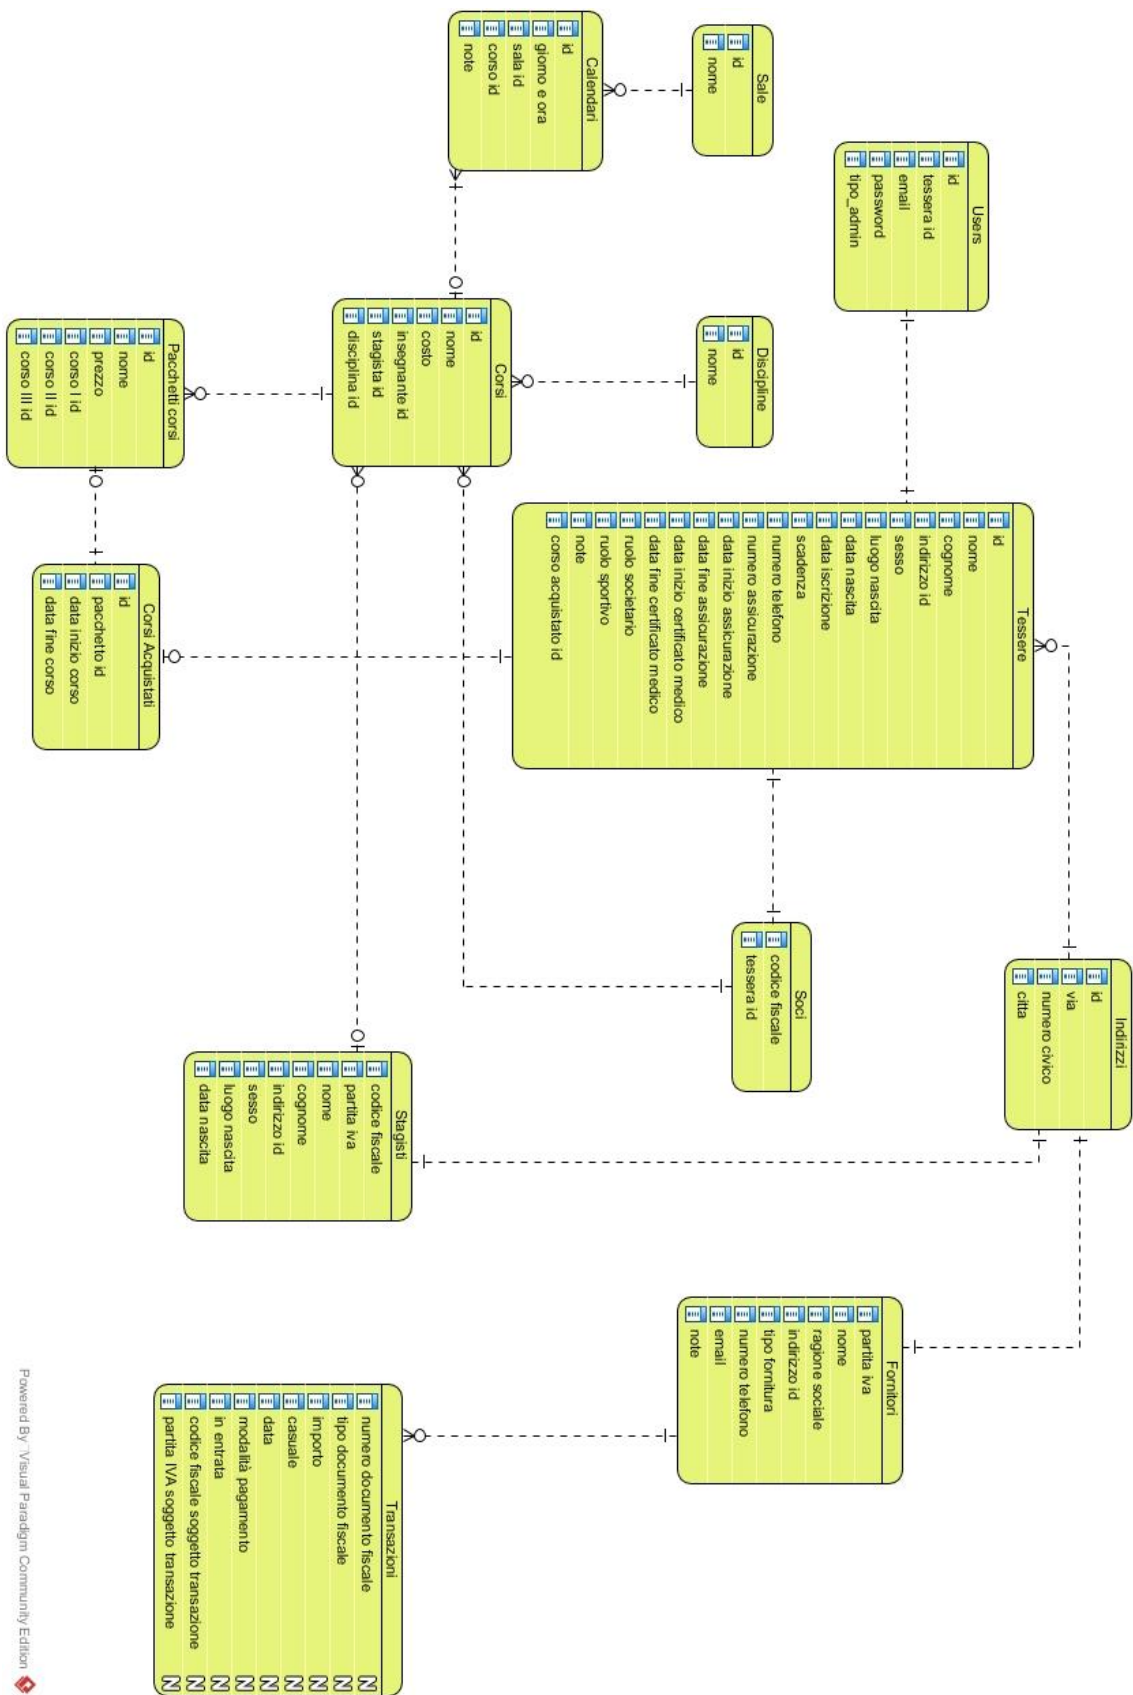 Sale
id
nome
Calendari
id
giorno e ora
sala id
corso id
note
Users
id
tessera id
email
password
tipo_admin
Discipline
id
nome
Corsi
id
nome
costo
insegnante id
stagista id
disciplina id
Pacchetti corsi
id
nome
prezzo
corso I id
corso II id
corso III id
Tessere
id
nome
cognome
indirizzo id
sesso
luogo nascita
data nascita
data iscrizione
scadenza
numero telefono
numero assicurazione
data inizio assicurazione
data fine assicurazione
data inizio certificato medico
data fine certificato medico
ruolo societario
ruolo sportivo
note
corso acquistato id
Corsi Acquistati
id
pacchetto id
data inizio corso
data fine corso
Indirizzi
id
via
numero civico
citta
Soci
codice fiscale
tessera id
Stagisti
codice fiscale
partita iva
nome
cognome
indirizzo id
sesso
luogo nascita
data nascita
Fornitori
partita iva
nome
ragione sociale
indirizzo id
tipo fornitura
numero telefono
email
note
Transazioni
numero documento fiscale N
tipo documento fiscale N
importo N
casuale N
data N
modalità pagamento N
in entrata N
codice fiscale soggetto transazione N
partita IVA soggetto transazione N
Powered By Visual Paradigm Community Edition